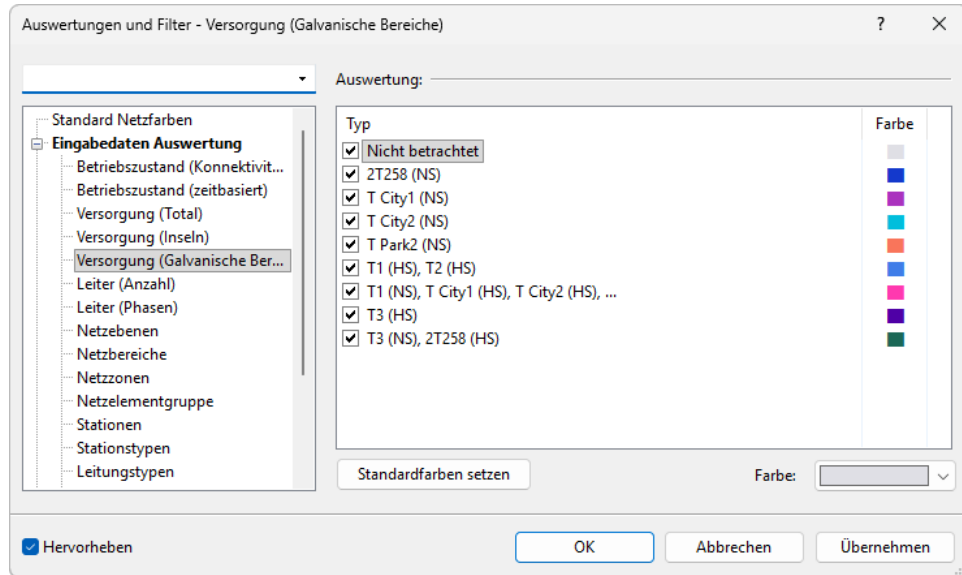 Auswertungen und Filter - Versorgung (Galvanische Bereiche)
Auswertung:
Standard Netzfarben
Eingabedaten Auswertung
Betriebszustand (Konnektivit...
Betriebszustand (zeitbasiert)
Versorgung (Total)
Versorgung (Inseln)
Versorgung (Galvanische Ber...
Leiter (Anzahl)
Leiter (Phasen)
Netzebenen
Netzbereiche
Netzzonen
Netzelementgruppe
Stationen
Stationstypen
Leitungstypen
Typ Farbe
Nicht betrachtet
2T258 (NS)
T City1 (NS)
T City2 (NS)
T Park2 (NS)
T1 (HS), T2 (HS)
T1 (NS), T City1 (HS), T City2 (HS), ...
T3 (HS)
T3 (NS), 2T258 (HS)
Standardfarben setzen Farbe:
Hervorheben OK Abbrechen Übernehmen